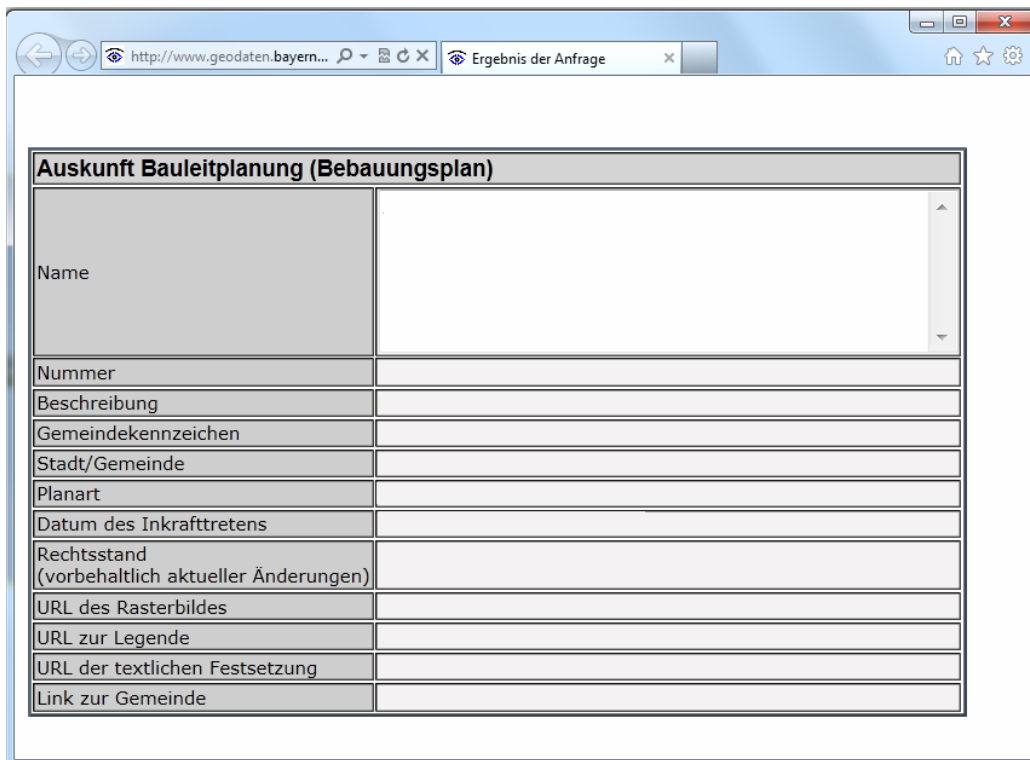 http://www.geodaten.bayern...
Ergebnis der Anfrage
Auskunft Bauleitplanung (Bebauungsplan)
Name
Nummer
Beschreibung
Gemeindekennzeichen
Stadt/Gemeinde
Planart
Datum des Inkrafttretens
Rechtsstand
(vorbehaltlich aktueller Änderungen)
URL des Rasterbildes
URL zur Legende
URL der textlichen Festsetzung
Link zur Gemeinde